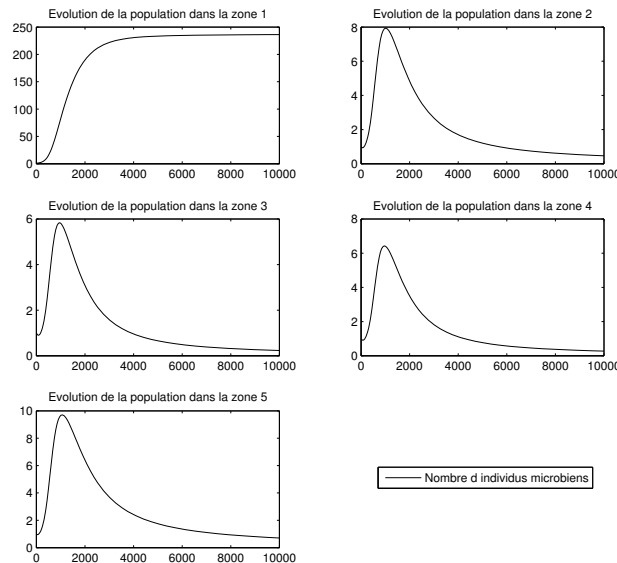 Evolution de la population dans la zone 1
250
200
150
100
50
0
0 2000 4000 6000 8000 10000
Evolution de la population dans la zone 2
8
6
4
2
0
0 2000 4000 6000 8000 10000
Evolution de la population dans la zone 3
6
4
2
0
0 2000 4000 6000 8000 10000
Evolution de la population dans la zone 4
8
6
4
2
0
0 2000 4000 6000 8000 10000
Evolution de la population dans la zone 5
10
8
6
4
2
0
0 2000 4000 6000 8000 10000
Nombre d individus microbiens